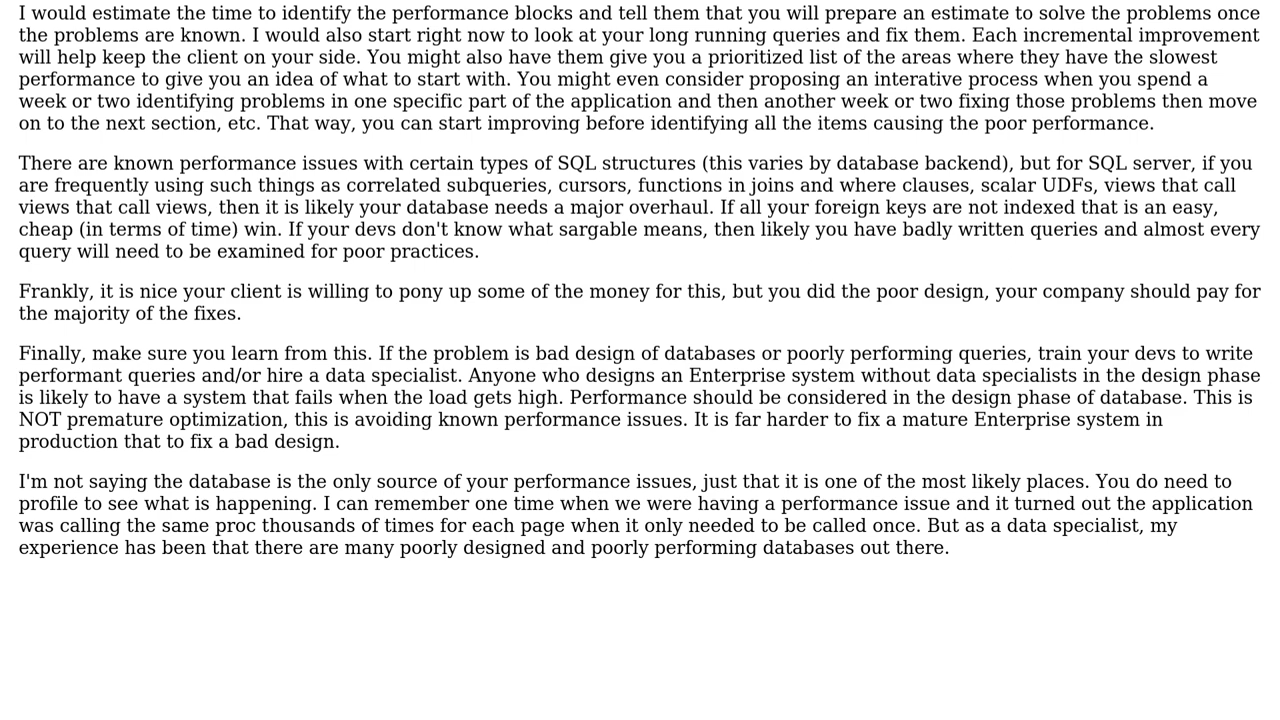 I would estimate the time to identify the performance blocks and tell them that you will prepare an estimate to solve the problems once
the problems are known. I would also start right now to look at your long running queries and fix them. Each incremental improvement
will help keep the client on your side. You might also have them give you a prioritized list of the areas where they have the slowest
performance to give you an idea of what to start with. You might even consider proposing an interative process when you spend a
week or two identifying problems in one specific part of the application and then another week or two fixing those problems then move
on to the next section, etc. That way, you can start improving before identifying all the items causing the poor performance.
There are known performance issues with certain types of SQL structures (this varies by database backend), but for SQL server, if you
are frequently using such things as correlated subqueries, cursors, functions in joins and where clauses, scalar UDFs, views that call
views that call views, then it is likely your database needs a major overhaul. If all your foreign keys are not indexed that is an easy,
cheap (in terms of time) win. If your devs don't know what sargable means, then likely you have badly written queries and almost every
query will need to be examined for poor practices.
Frankly, it is nice your client is willing to pony up some of the money for this, but you did the poor design, your company should pay for
the majority of the fixes.
Finally, make sure you learn from this. If the problem is bad design of databases or poorly performing queries, train your devs to write
performant queries and/or hire a data specialist. Anyone who designs an Enterprise system without data specialists in the design phase
is likely to have a system that fails when the load gets high. Performance should be considered in the design phase of database. This is
NOT premature optimization, this is avoiding known performance issues. It is far harder to fix a mature Enterprise system in
production that to fix a bad design.
I'm not saying the database is the only source of your performance issues, just that it is one of the most likely places. You do need to
profile to see what is happening. I can remember one time when we were having a performance issue and it turned out the application
was calling the same proc thousands of times for each page when it only needed to be called once. But as a data specialist, my
experience has been that there are many poorly designed and poorly performing databases out there.